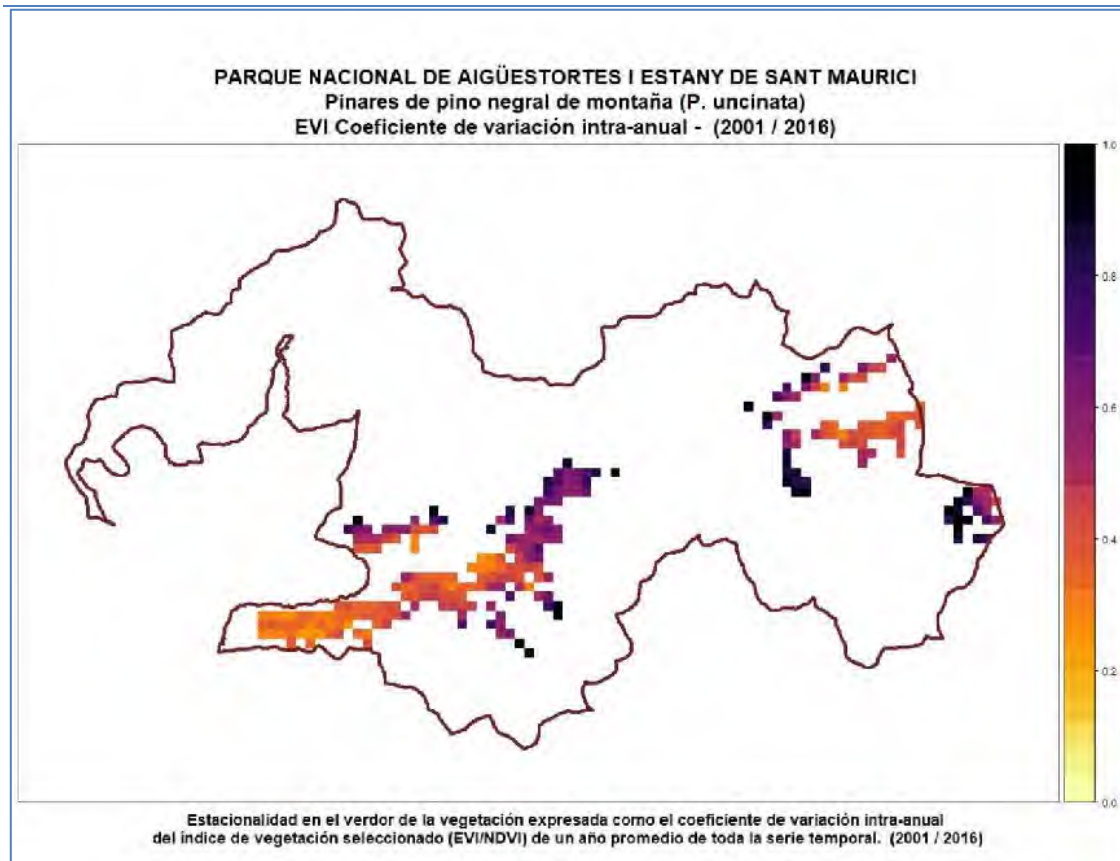 PARQUE NACIONAL DE AIGÜESTORTES I ESTANY DE SANT MAURICI
Pinares de pino negral de montaña (P. uncinata)
EVI Coeficiente de variación intra-anual - (2001 / 2016)
1.0
0.8
0.6
0.4
0.2
0.0
Estacionalidad en el verdor de la vegetación expresada como el coeficiente de variación intra-anual
del índice de vegetación seleccionado (EVI/NDVI) de un año promedio de toda la serie temporal. (2001 / 2016)